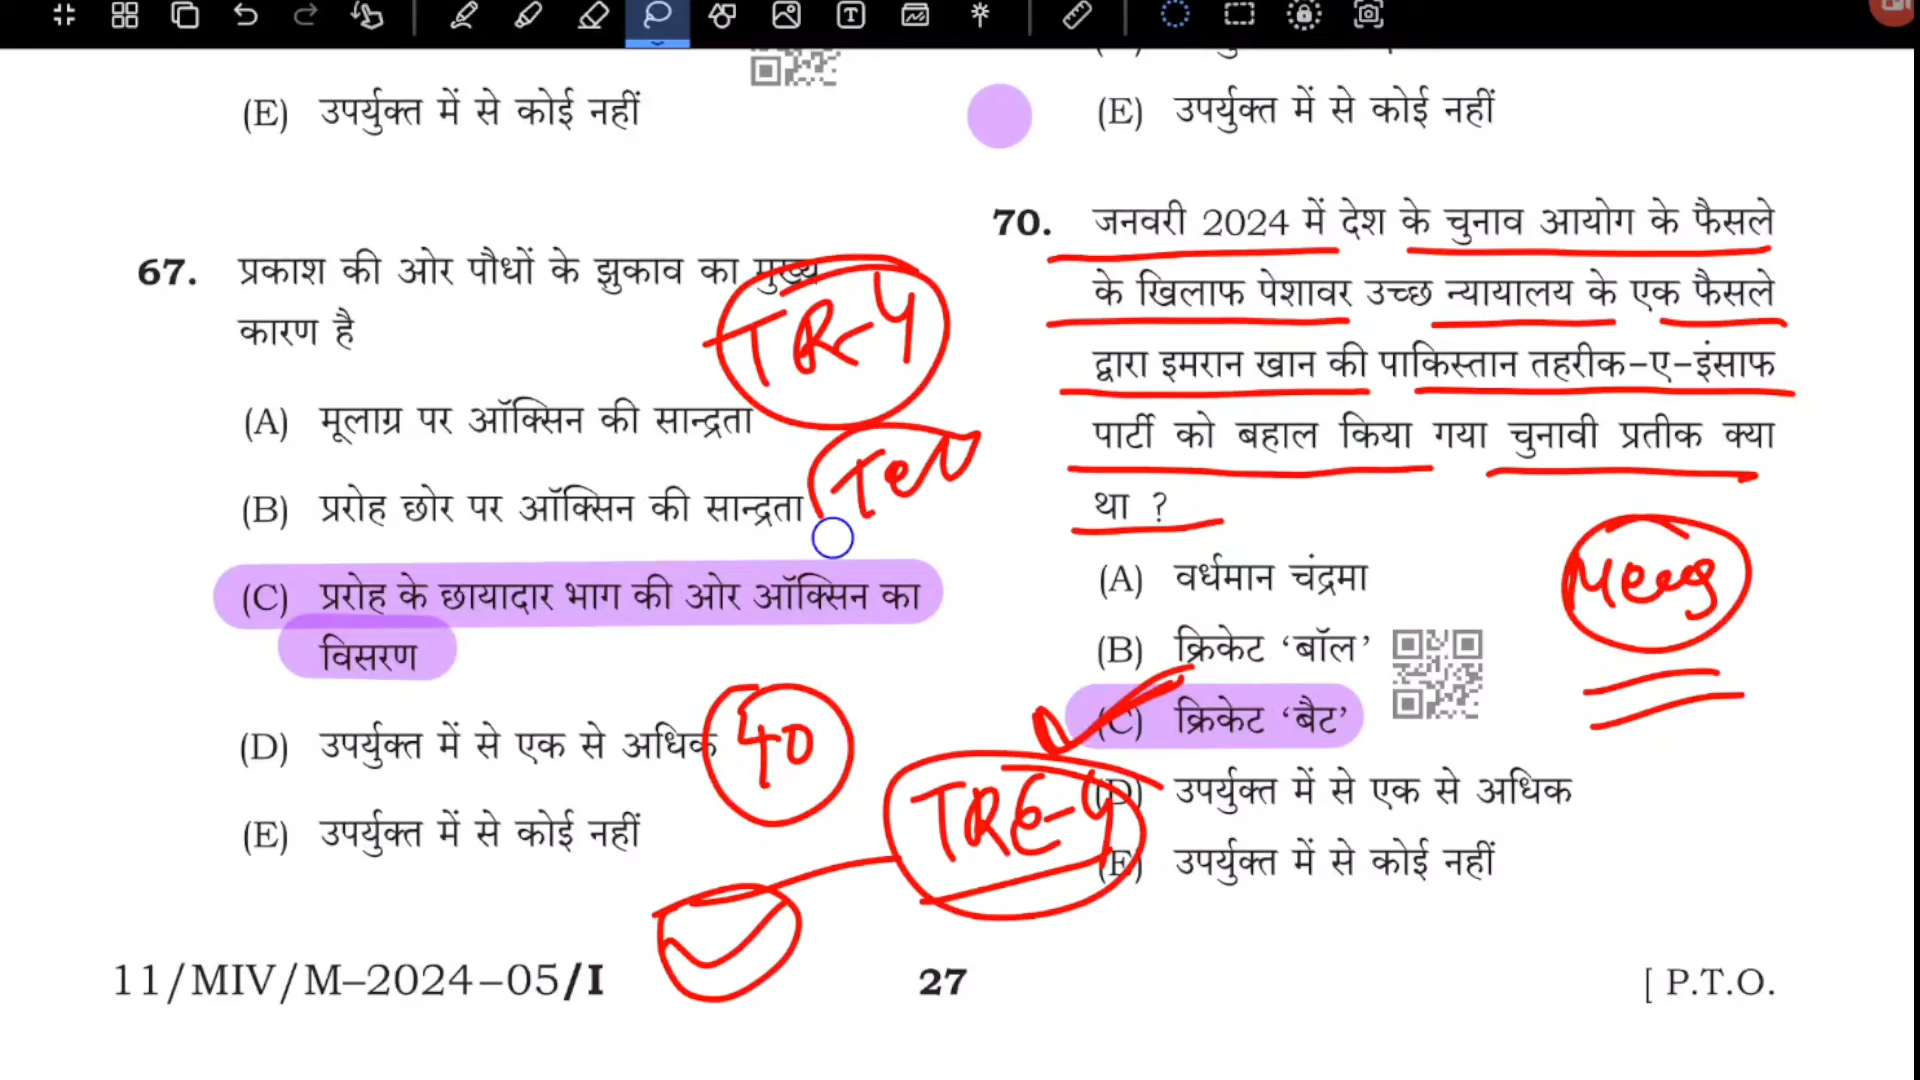 (E) उपर्युक्त में से कोई नहीं
67. प्रकाश की ओर पौधों के झुकाव का मुख्य
कारण है
(A) मूलाग्र पर ऑक्सिन की सान्द्रता
(B) प्ररोह छोर पर ऑक्सिन की सान्द्रता
(C) प्ररोह के छायादार भाग की ओर ऑक्सिन का
विसरण
(D) उपर्युक्त में से एक से अधिक
(E) उपर्युक्त में से कोई नहीं
TR-4
40
(E) उपर्युक्त में से कोई नहीं
70. जनवरी 2024 में देश के चुनाव आयोग के फैसले
के खिलाफ पेशावर उच्छ न्यायालय के एक फैसले
द्वारा इमरान खान की पाकिस्तान तहरीक-ए-इंसाफ
पार्टी को बहाल किया गया चुनावी प्रतीक क्या
था ?
(A) वर्धमान चंद्रमा
(B) क्रिकेट ‘बॉल’
(C) क्रिकेट ‘बैट’
(D) उपर्युक्त में से एक से अधिक
(E) उपर्युक्त में से कोई नहीं
TRE-4
11/MIV/M–2024–05/I
27
[ P.T.O.